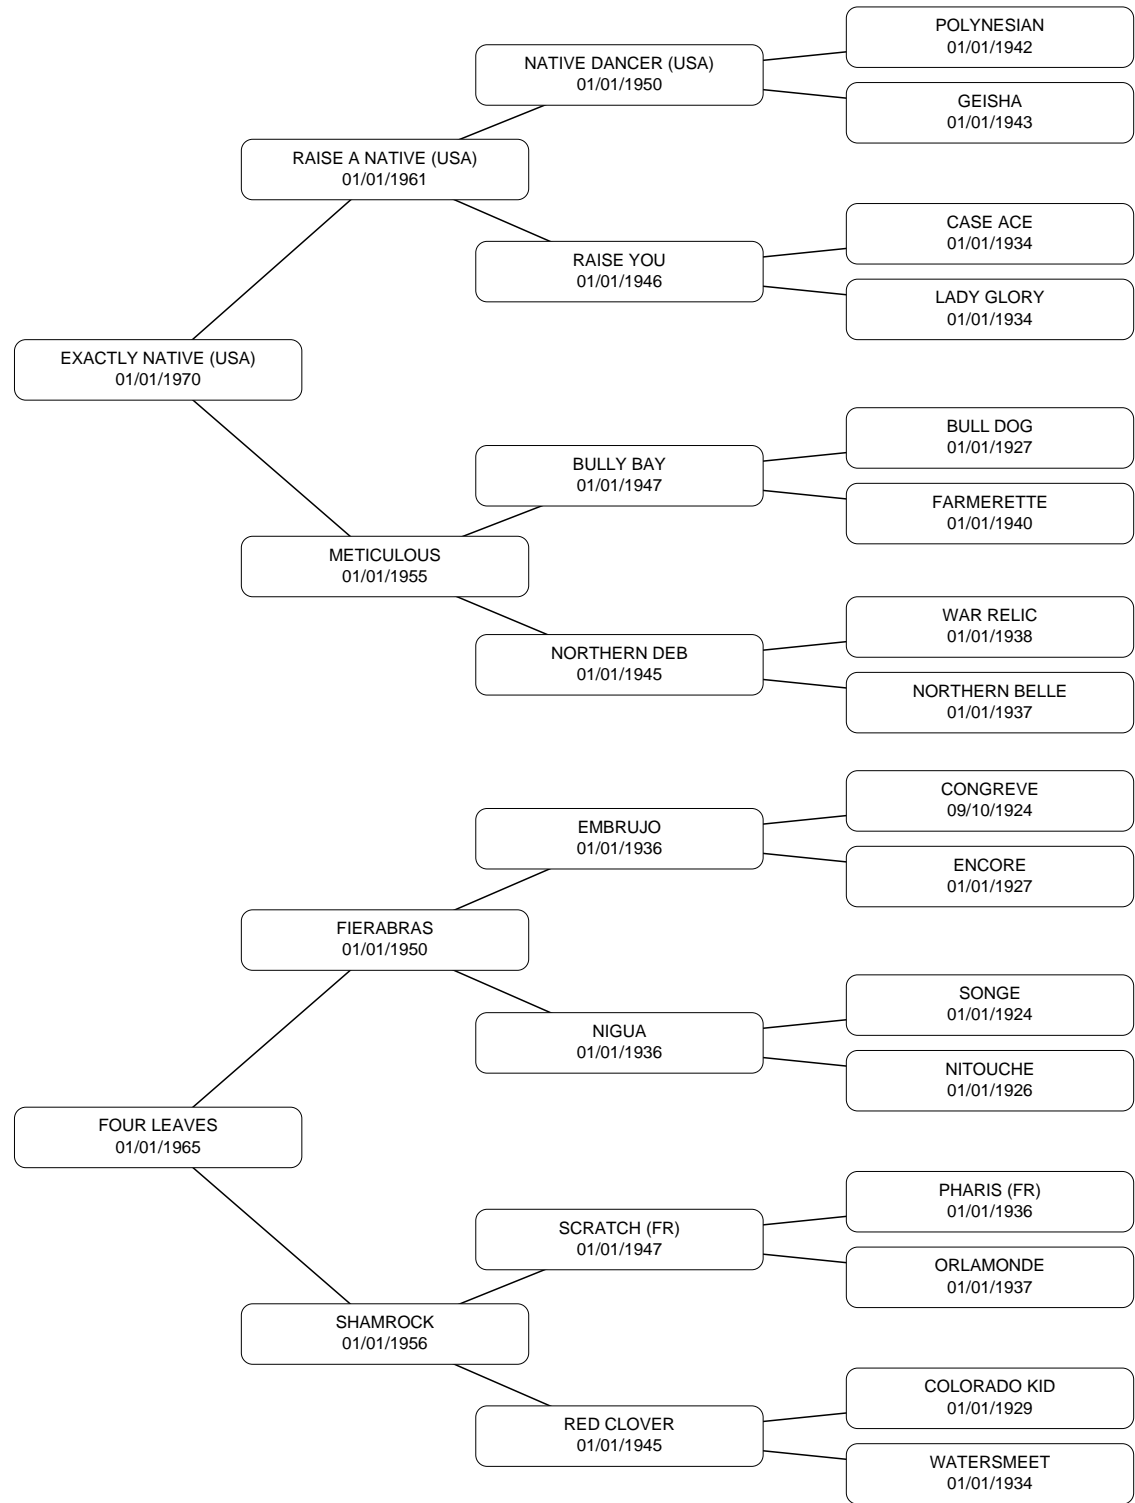 POLYNESIAN
01/01/1942
NATIVE DANCER (USA)
01/01/1950
GEISHA
01/01/1943
RAISE A NATIVE (USA)
01/01/1961
CASE ACE
01/01/1934
RAISE YOU
01/01/1946
LADY GLORY
01/01/1934
EXACTLY NATIVE (USA)
01/01/1970
BULL DOG
01/01/1927
BULLY BAY
01/01/1947
FARMERETTE
01/01/1940
METICULOUS
01/01/1955
WAR RELIC
01/01/1938
NORTHERN DEB
01/01/1945
NORTHERN BELLE
01/01/1937
CONGREVE
09/10/1924
EMBRUJO
01/01/1936
ENCORE
01/01/1927
FIERABRAS
01/01/1950
SONGE
01/01/1924
NIGUA
01/01/1936
NITOUCHE
01/01/1926
FOUR LEAVES
01/01/1965
PHARIS (FR)
01/01/1936
SCRATCH (FR)
01/01/1947
ORLAMONDE
01/01/1937
SHAMROCK
01/01/1956
COLORADO KID
01/01/1929
RED CLOVER
01/01/1945
WATERSMEET
01/01/1934